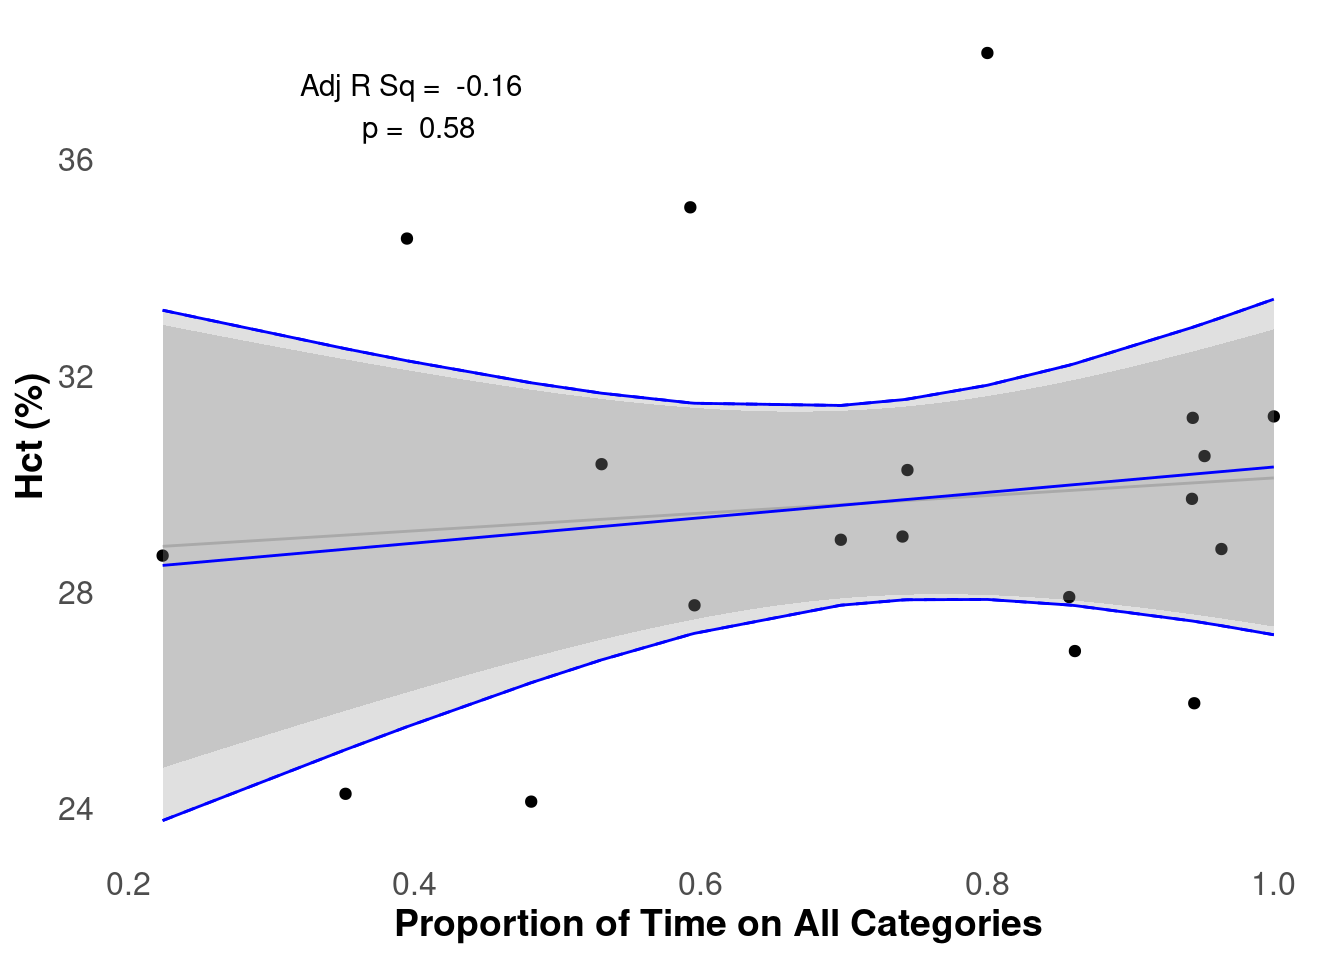 Adj R Sq =  -0.16
p =  0.58
36
32
28
24
Hct (%)
0.2 0.4 0.6 0.8 1.0
Proportion of Time on All Categories